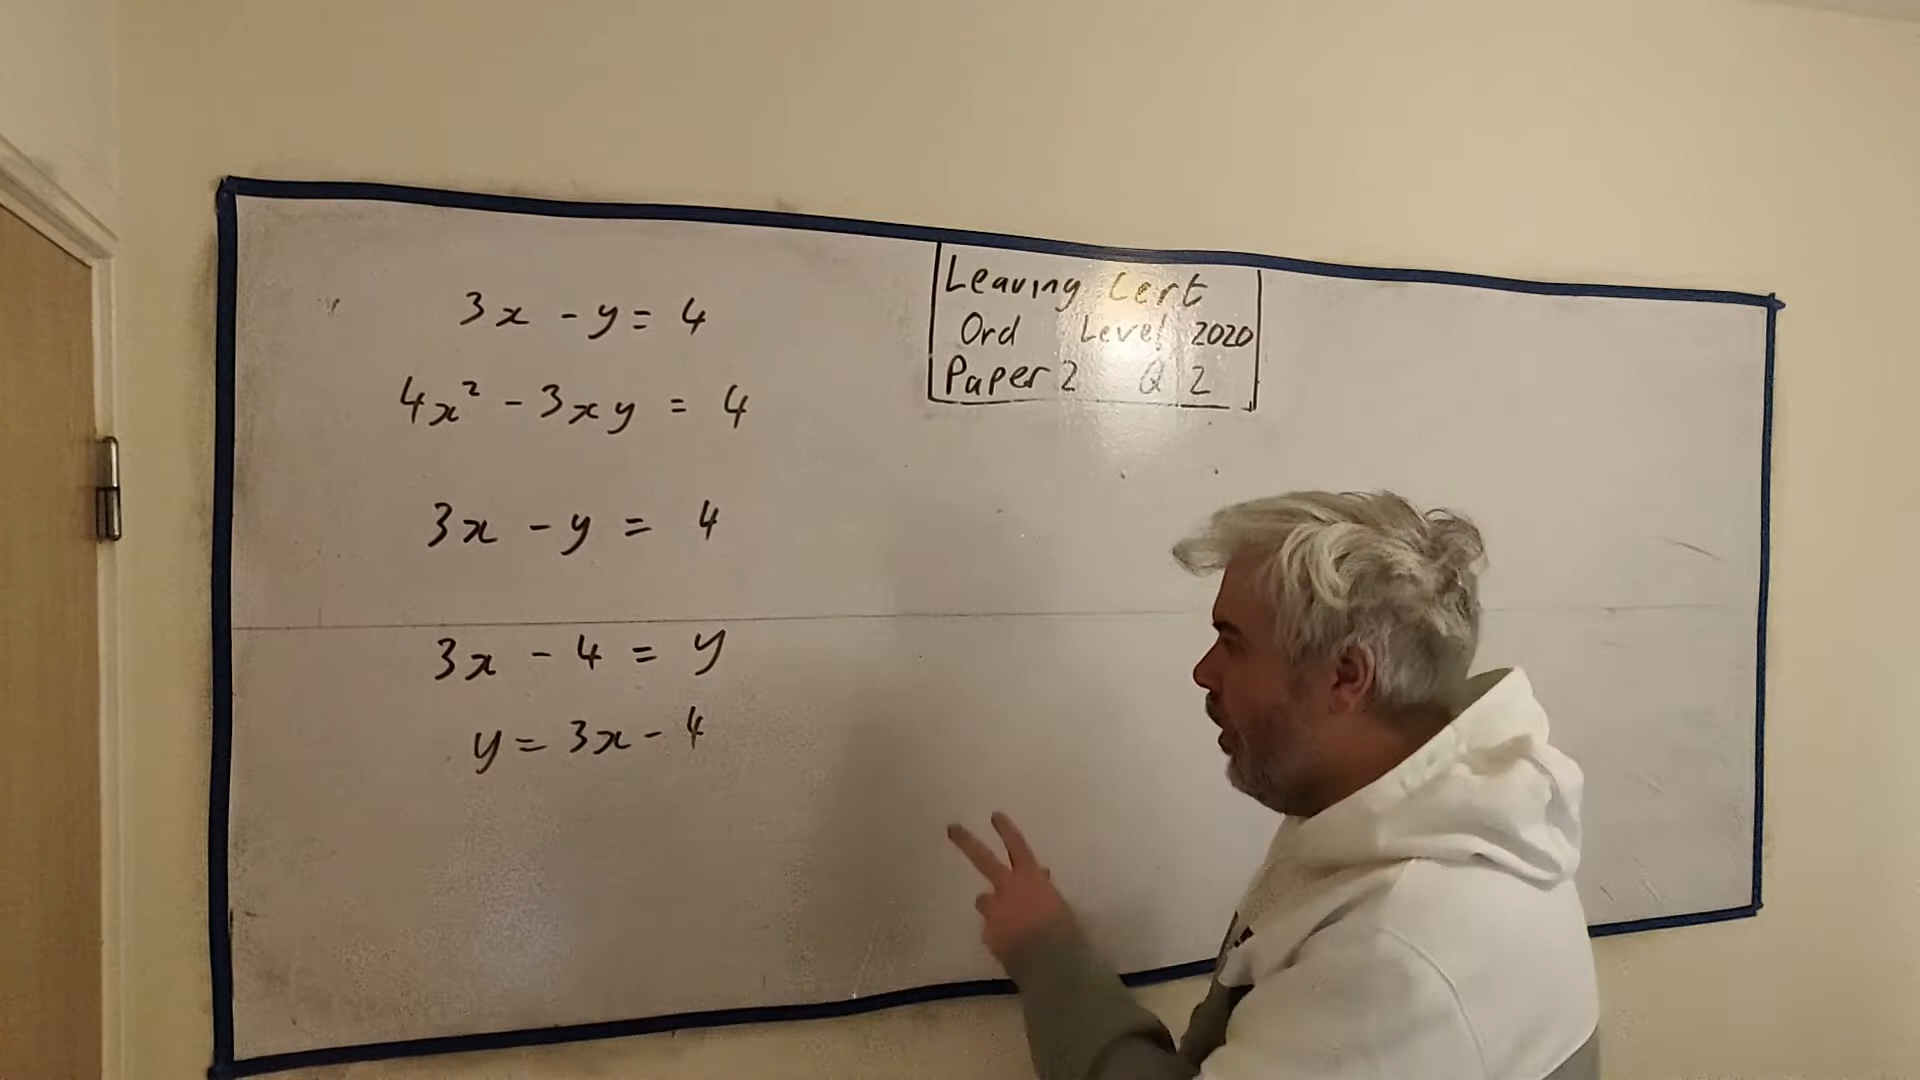 3x - y = 4
4x² - 3xy = 4
3x - y = 4
3x - 4 = y
y = 3x - 4
Leaving Cert
Ord Level 2020
Paper 2 Q 2